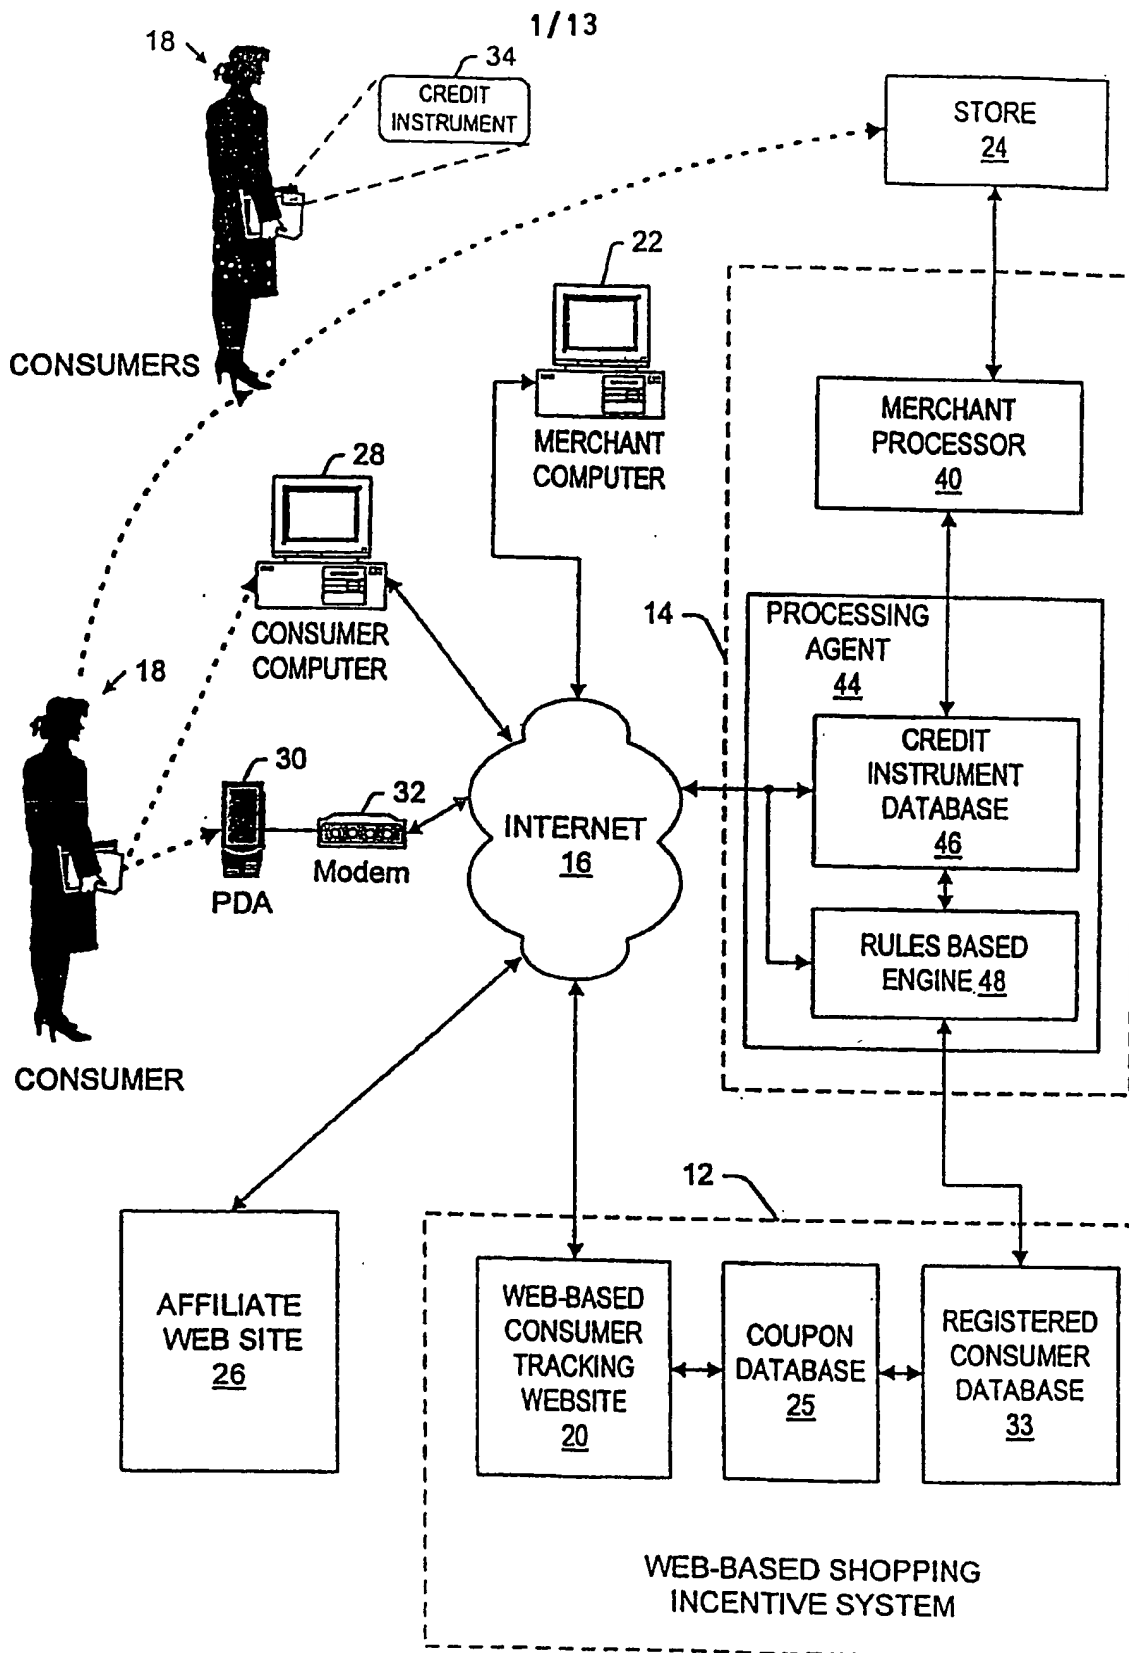 1/13
18
34
CREDIT
INSTRUMENT
STORE
24
22
CONSUMERS
MERCHANT
COMPUTER
MERCHANT
PROCESSOR
40
28
CONSUMER
COMPUTER
14
PROCESSING
AGENT
44
18
30
32
PDA
Modem
INTERNET
16
CREDIT
INSTRUMENT
DATABASE
46
RULES BASED
ENGINE 48
CONSUMER
12
AFFILIATE
WEB SITE
26
WEB-BASED
CONSUMER
TRACKING
WEBSITE
20
COUPON
DATABASE
25
REGISTERED
CONSUMER
DATABASE
33
WEB-BASED SHOPPING
INCENTIVE SYSTEM